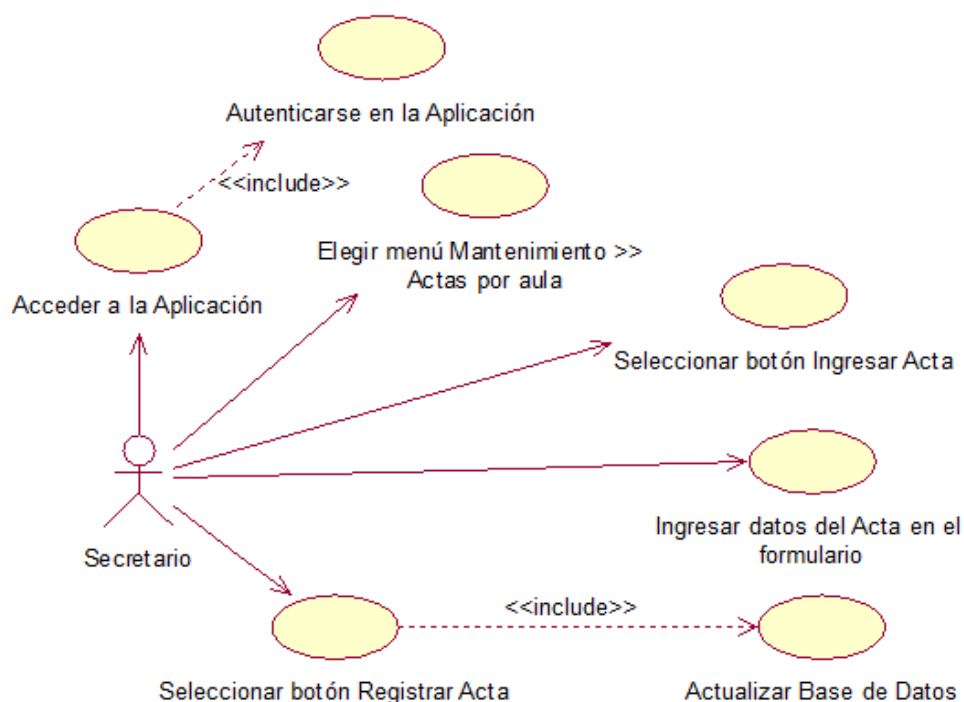 Autenticarse en la Aplicación
<<include>>
Elegir menú Mantenimiento >>
Actas por aula
Acceder a la Aplicación
Seleccionar botón Ingresar Acta
Ingresar datos del Acta en el
formulario
Secretario
<<include>>
Seleccionar botón Registrar Acta
Actualizar Base de Datos